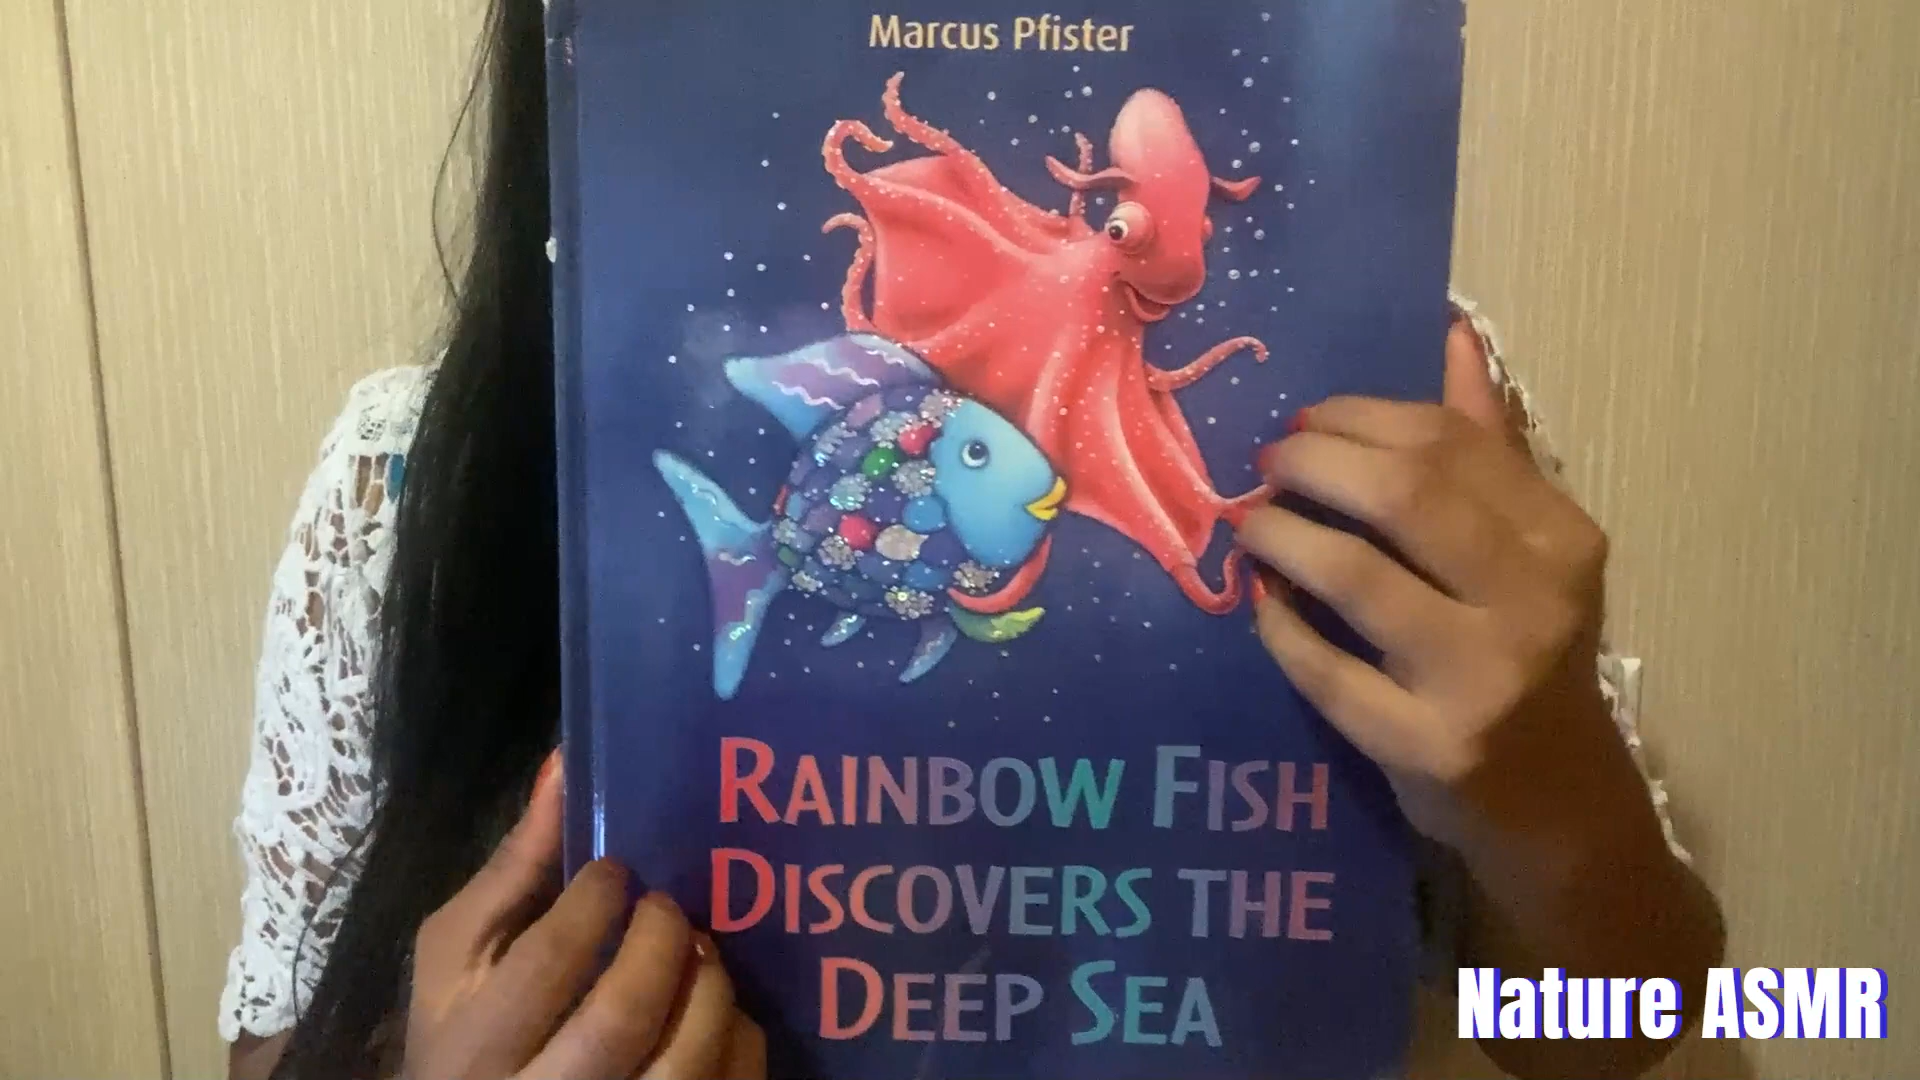 Marcus Pfister
RAINBOW FISH
DISCOVERS THE
DEEP SEA
Nature ASMR